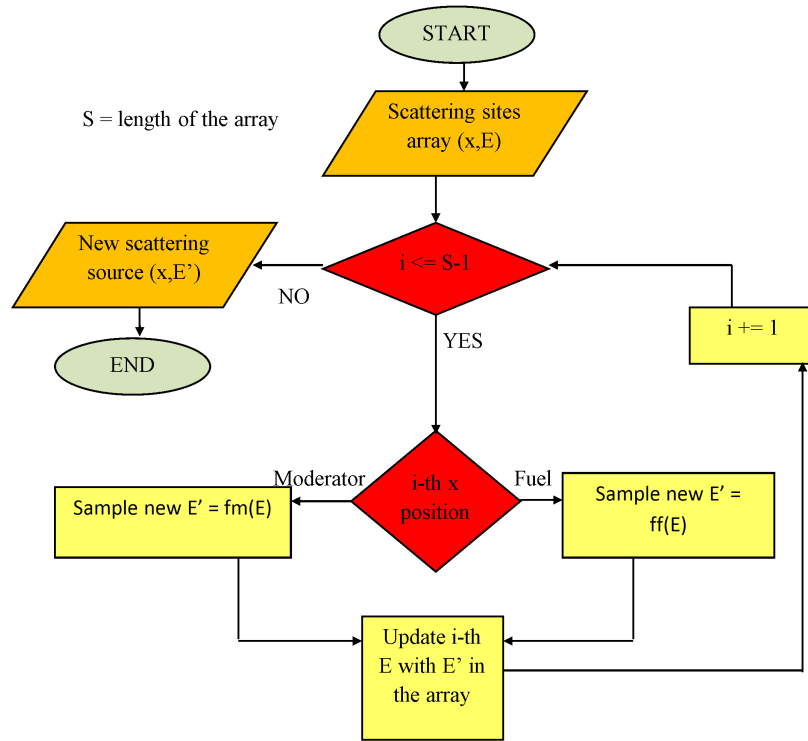 START
S = length of the array
Scattering sites
array (x,E)
New scattering
source (x,E’)
i <= S-1
NO
YES
i += 1
END
Moderator
Fuel
Sample new E’ = fm(E)
i-th x
position
Sample new E’ =
ff(E)
Update i-th
E with E’ in
the array